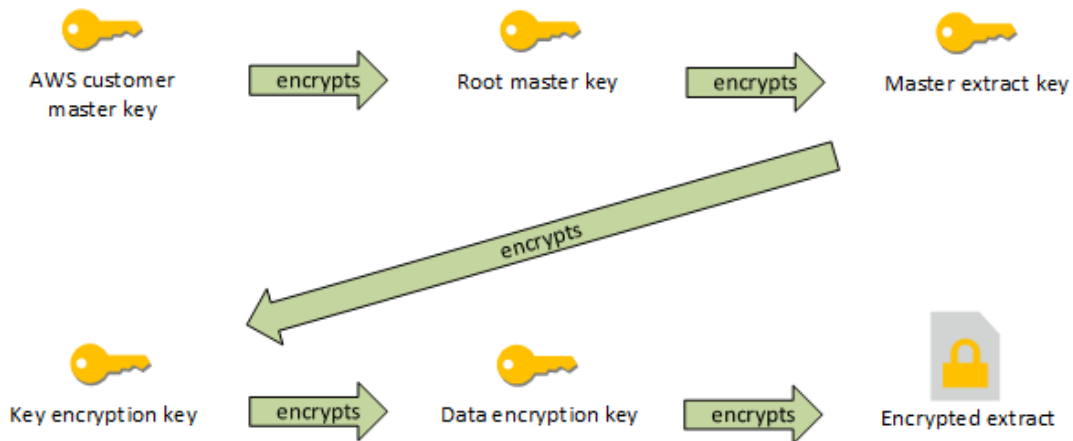 AWS customer
master key
encrypts
Root master key
encrypts
Master extract key
encrypts
Key encryption key
encrypts
Data encryption key
encrypts
Encrypted extract